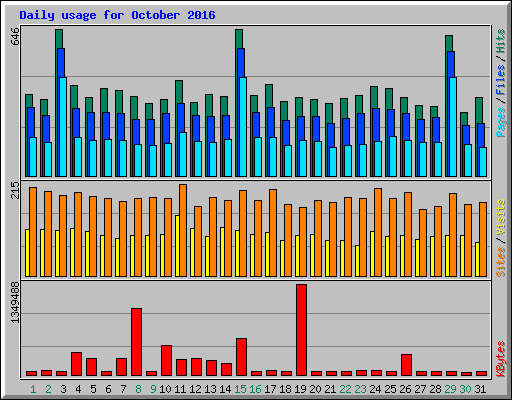 Daily usage for October 2016
646
Pages / Files / Hits
215
Sites / Visits
1349488
KBytes
1 2 3 4 5 6 7 8 9 10 11 12 13 14 15 16 17 18 19 20 21 22 23 24 25 26 27 28 29 30 31